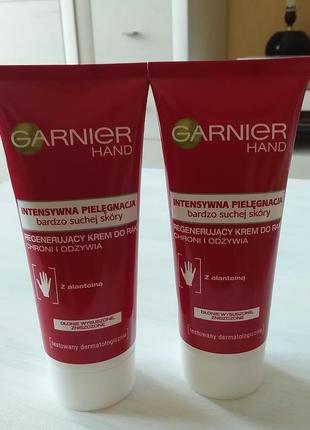 GARNIER
HAND
INTENSYWNA PIELĘGNACJA
bardzo suchej skóry
REGENERUJĄCY KREM DO RĄK
CHRONI I ODŻYWIA
Z alantoiną
DŁONIE WYSUSZONE,
ZNISZCZONE
testowany dermatologicznie
GARNIER
HAND
INTENSYWNA PIELĘGNACJA
bardzo suchej skóry
REGENERUJĄCY KREM DO RĄK
CHRONI I ODŻYWIA
Z alantoiną
DŁONIE WYSUSZONE,
ZNISZCZONE
testowany dermatologicznie